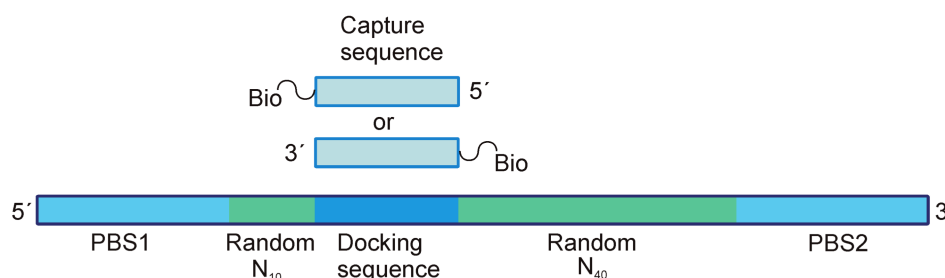 Capture
sequence
Bio 5´
or
3´ Bio
5´ 3
PBS1 Random Docking Random PBS2
N₁₀ sequence N₄₀